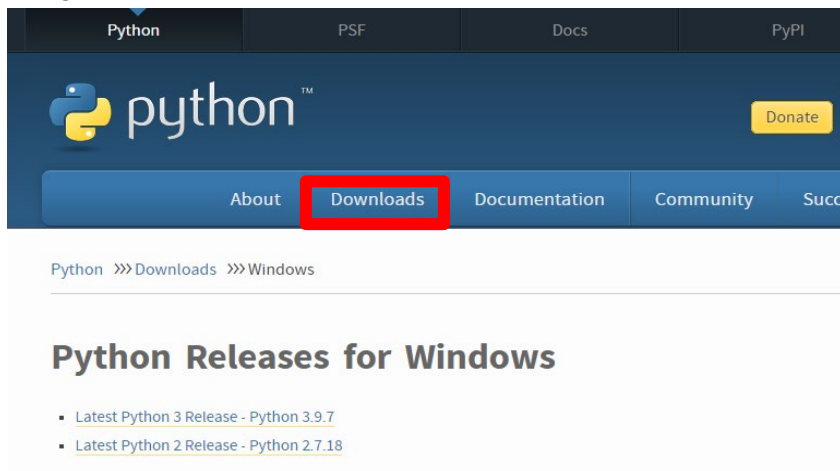 Python PSF Docs PyPI
python™
Donate
About Downloads Documentation Community Succ
Python >>> Downloads >>> Windows
Python Releases for Windows
Latest Python 3 Release - Python 3.9.7
Latest Python 2 Release - Python 2.7.18